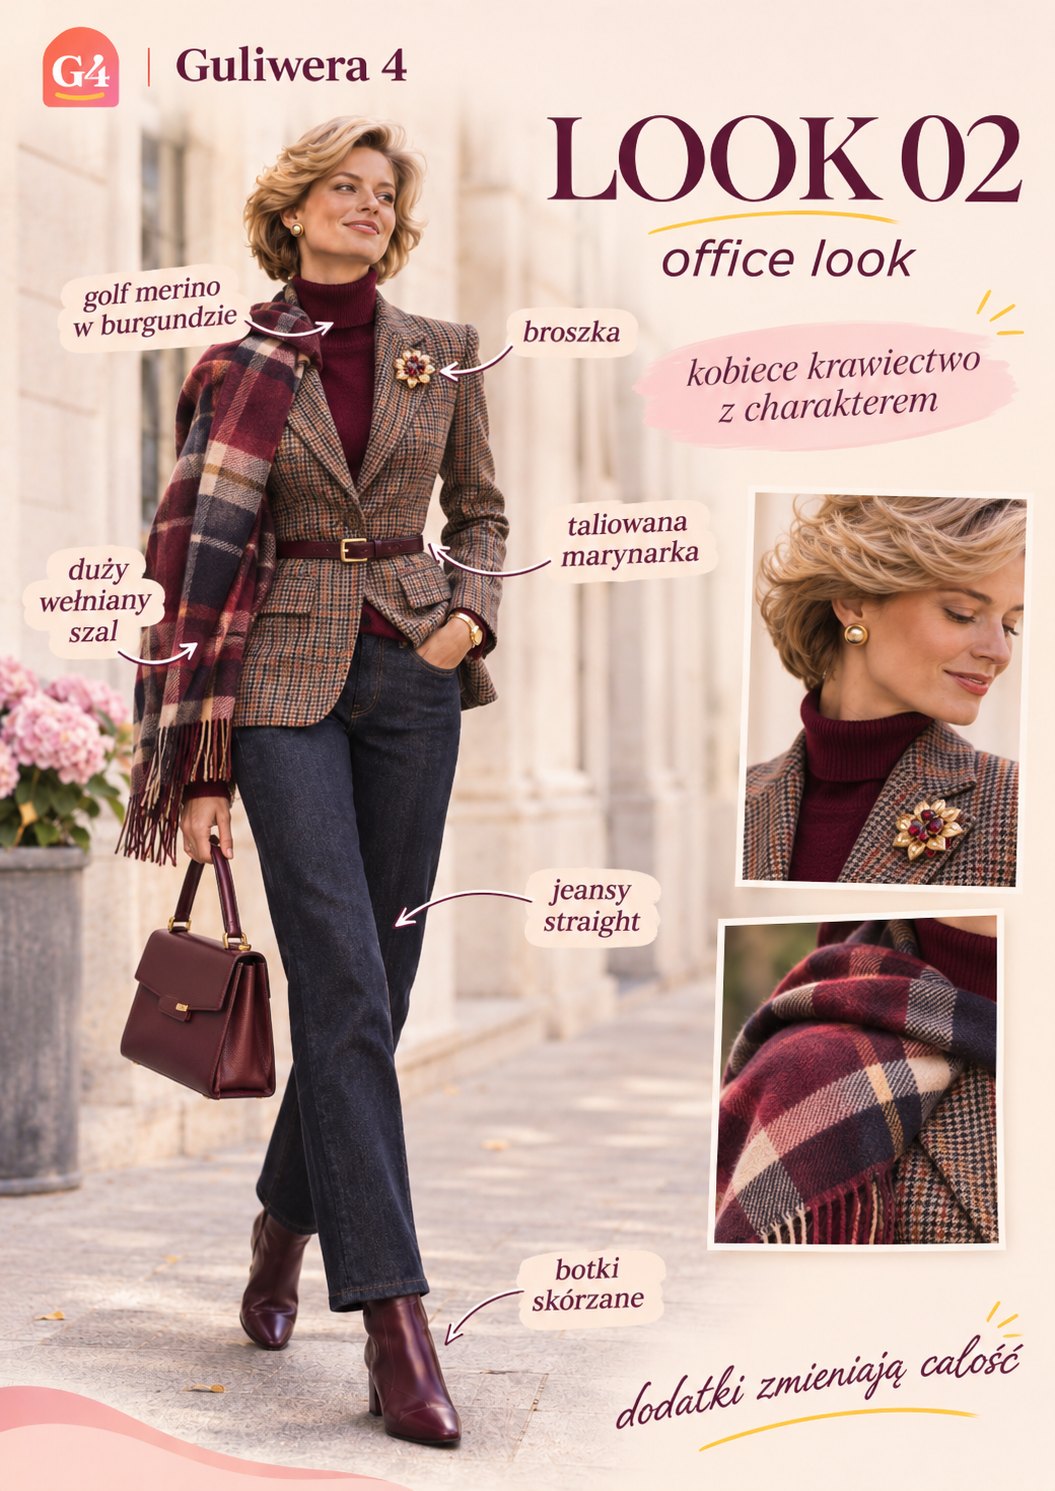 G4 | Guliwera 4
LOOK 02
office look
golf merino
w burgundzie
broszka
kobiece krawiectwo
z charakterem
taliowana
marynarka
duży
wełniany
szal
jeansy
straight
botki
skórzane
dodatki zmieniają całość